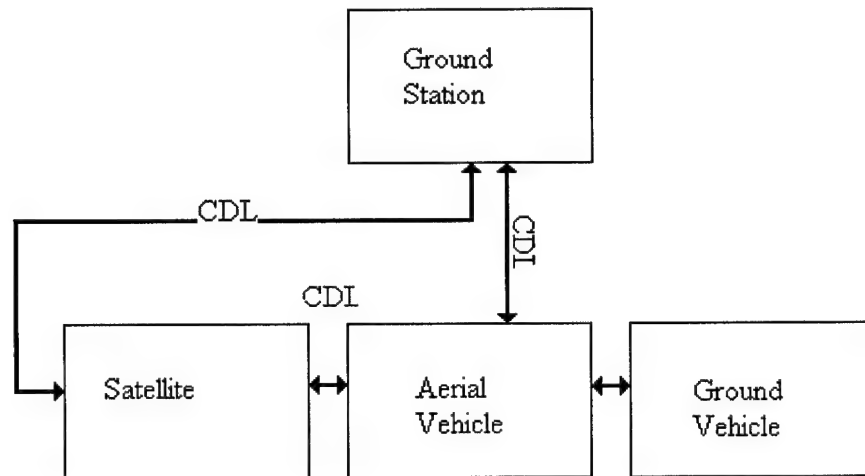 Ground
Station
CDL
CDL
CDL
Satellite
Aerial
Vehicle
Ground
Vehicle